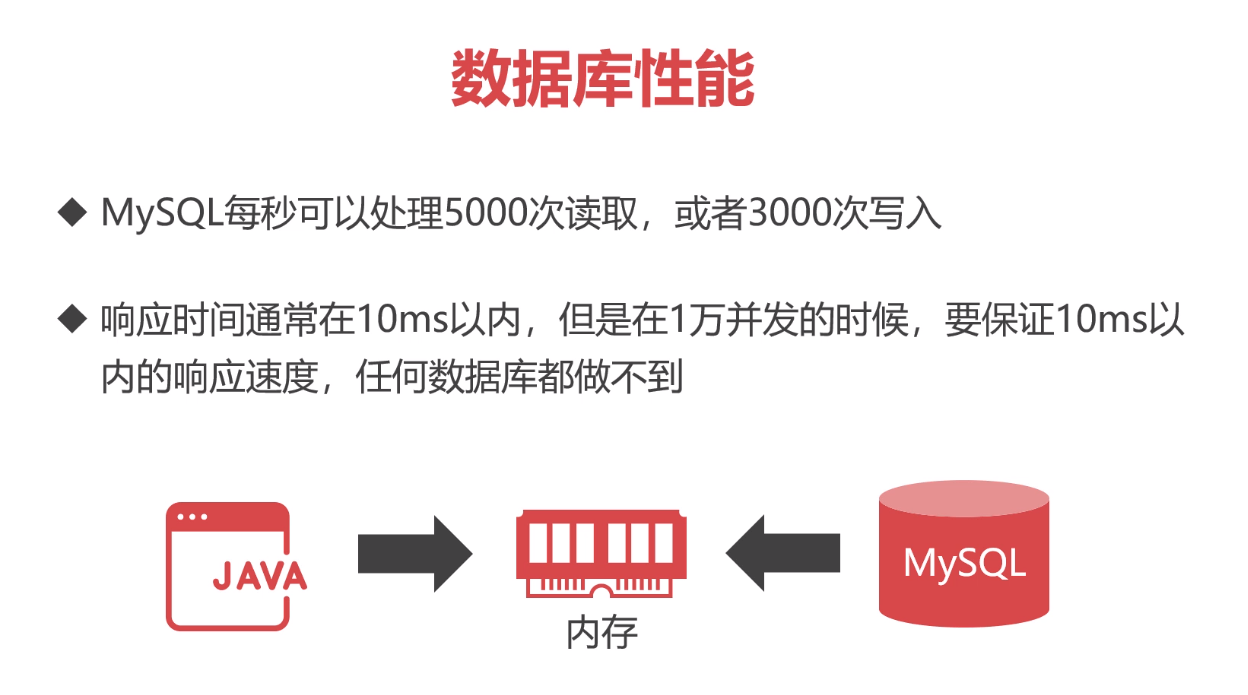 数据库性能
MySQL每秒可以处理5000次读取，或者3000次写入
响应时间通常在10ms以内，但是在1万并发的时候，要保证10ms以
内的响应速度，任何数据库都做不到
JAVA
MySQL
内存